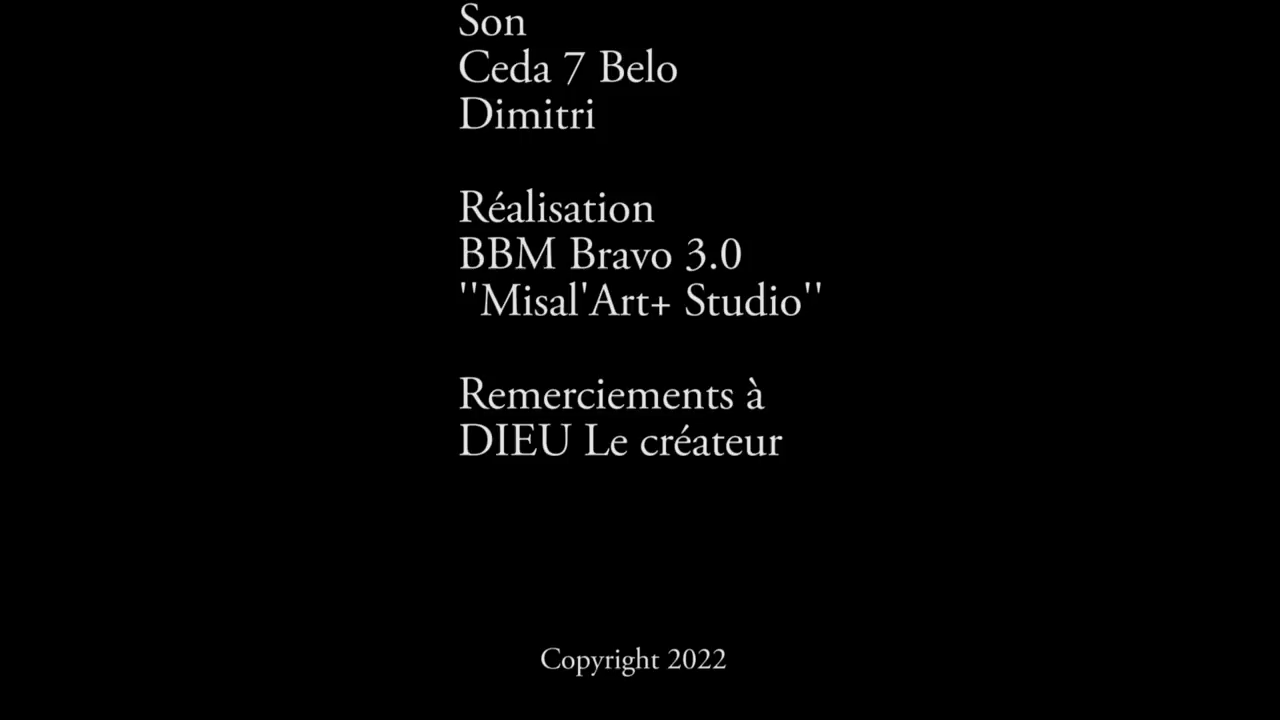 Son
Ceda 7 Belo
Dimitri
Réalisation
BBM Bravo 3.0
''Misal'Art+ Studio''
Remerciements à
DIEU Le créateur
Copyright 2022